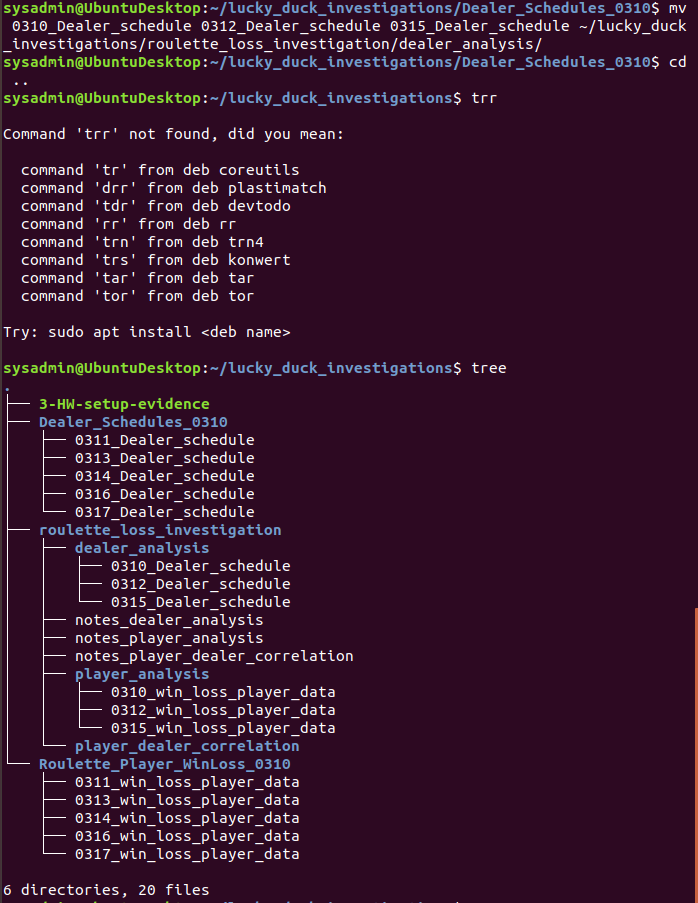 sysadmin@UbuntuDesktop:~/lucky_duck_investigations/Dealer_Schedules_0310$ mv
 0310_Dealer_schedule 0312_Dealer_schedule 0315_Dealer_schedule ~/lucky_duck
_investigations/roulette_loss_investigation/dealer_analysis/
sysadmin@UbuntuDesktop:~/lucky_duck_investigations/Dealer_Schedules_0310$ cd
 ..
sysadmin@UbuntuDesktop:~/lucky_duck_investigations$ trr
Command 'trr' not found, did you mean:
  command 'tr' from deb coreutils
  command 'drr' from deb plastimatch
  command 'tdr' from deb devtodo
  command 'rr' from deb rr
  command 'trn' from deb trn4
  command 'trs' from deb konwert
  command 'tar' from deb tar
  command 'tor' from deb tor
Try: sudo apt install <deb name>
sysadmin@UbuntuDesktop:~/lucky_duck_investigations$ tree
.
├── 3-HW-setup-evidence
├── Dealer_Schedules_0310
│   ├── 0311_Dealer_schedule
│   ├── 0313_Dealer_schedule
│   ├── 0314_Dealer_schedule
│   ├── 0316_Dealer_schedule
│   └── 0317_Dealer_schedule
├── roulette_loss_investigation
│   ├── dealer_analysis
│   │   ├── 0310_Dealer_schedule
│   │   ├── 0312_Dealer_schedule
│   │   └── 0315_Dealer_schedule
│   ├── notes_dealer_analysis
│   ├── notes_player_analysis
│   ├── notes_player_dealer_correlation
│   ├── player_analysis
│   │   ├── 0310_win_loss_player_data
│   │   ├── 0312_win_loss_player_data
│   │   └── 0315_win_loss_player_data
│   └── player_dealer_correlation
└── Roulette_Player_WinLoss_0310
    ├── 0311_win_loss_player_data
    ├── 0313_win_loss_player_data
    ├── 0314_win_loss_player_data
    ├── 0316_win_loss_player_data
    └── 0317_win_loss_player_data
6 directories, 20 files